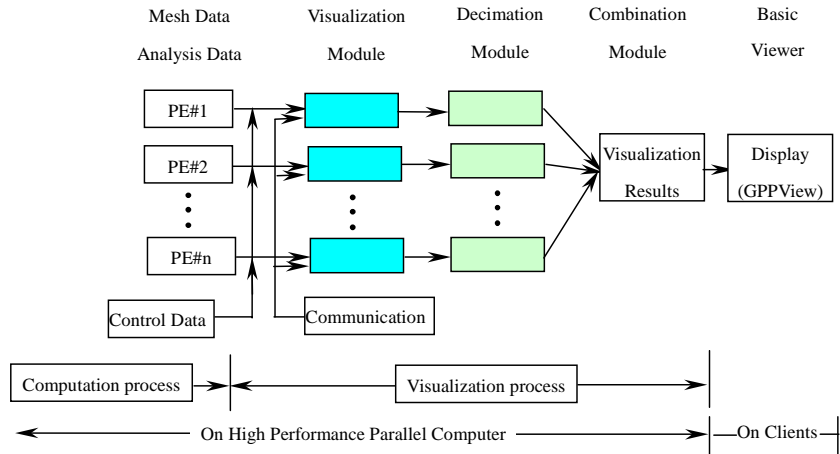 Mesh Data
Analysis Data
Visualization
Module
Decimation
Module
Combination
Module
Basic
Viewer
PE#1
PE#2
PE#n
Visualization
Results
Display
(GPPView)
Control Data
Communication
Computation process
Visualization process
On High Performance Parallel Computer
On Clients